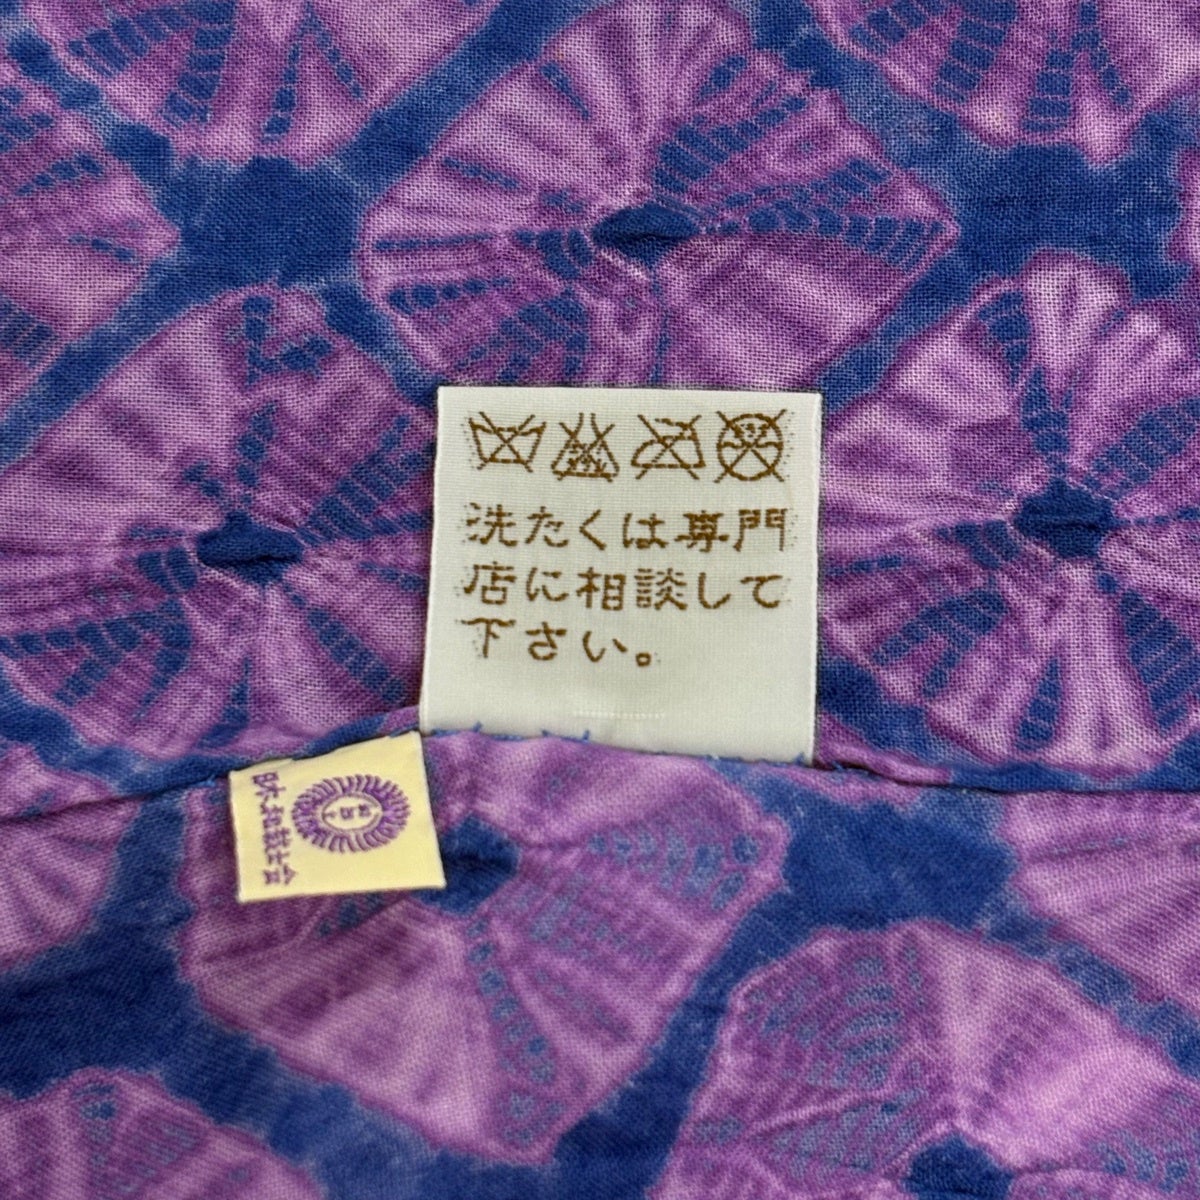 洗たくは専門
店に相談して
下さい。